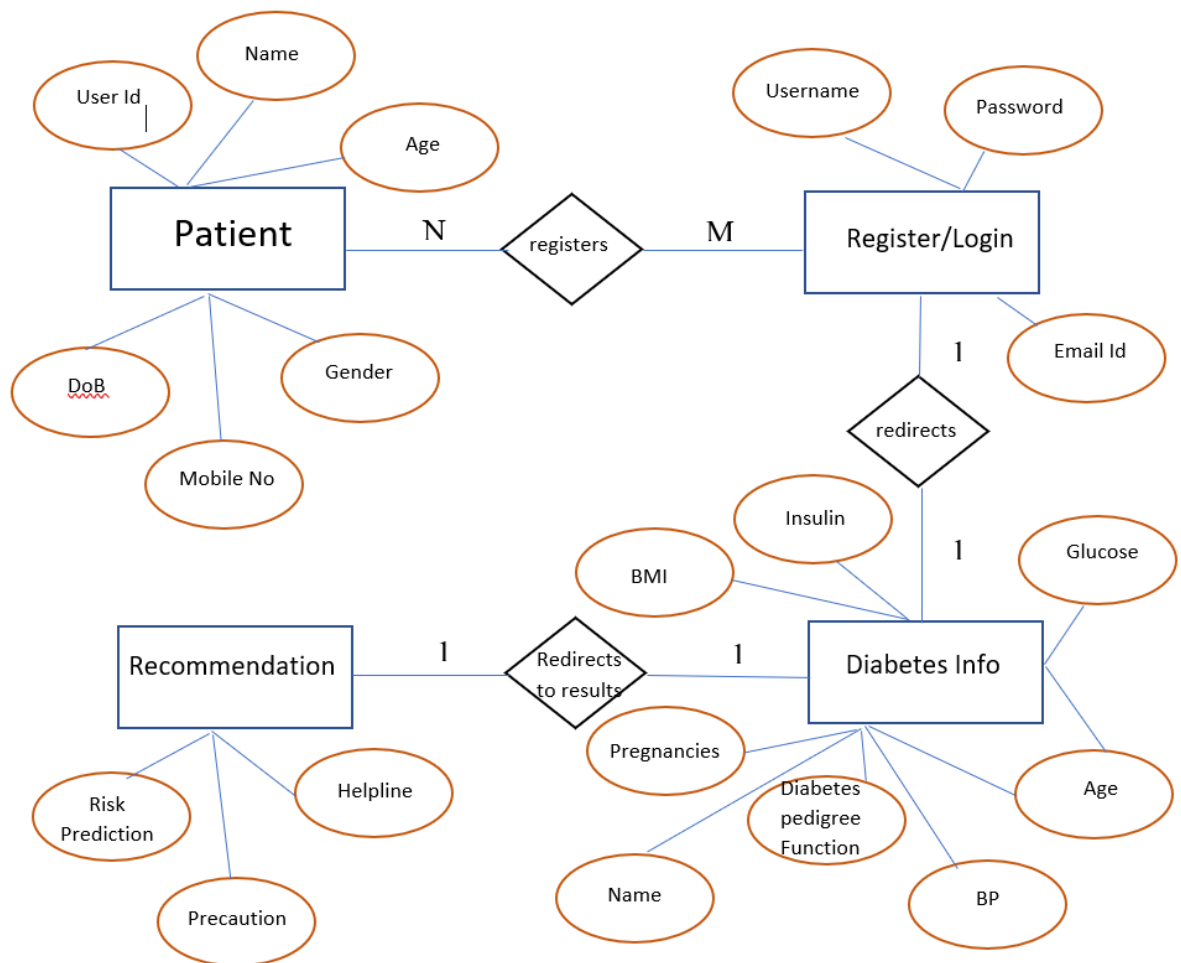 Name
User Id
Age
Username
Password
Patient
N
registers
M
Register/Login
DoB
Mobile No
Gender
1
Email Id
redirects
1
Insulin
BMI
Glucose
Recommendation
1
Redirects
to results
1
Diabetes Info
Risk
Prediction
Helpline
Precaution
Pregnancies
Diabetes
pedigree
Function
Age
Name
BP